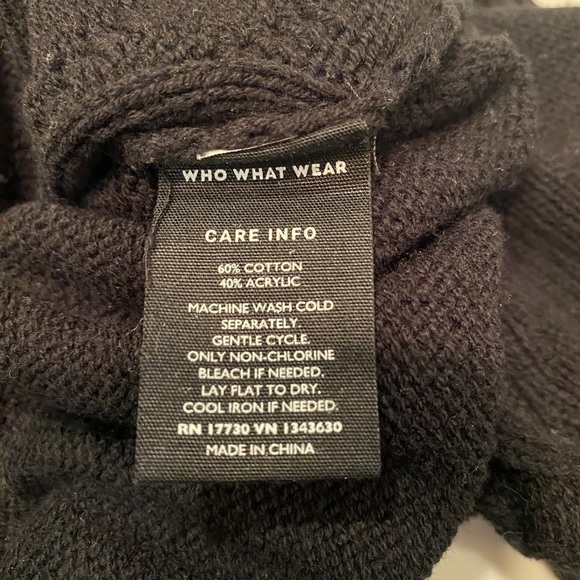 WHO WHAT WEAR
CARE INFO
60% COTTON
40% ACRYLIC
MACHINE WASH COLD
SEPARATELY.
GENTLE CYCLE.
ONLY NON-CHLORINE
BLEACH IF NEEDED.
LAY FLAT TO DRY.
COOL IRON IF NEEDED.
RN 17730 VN 1343630
MADE IN CHINA